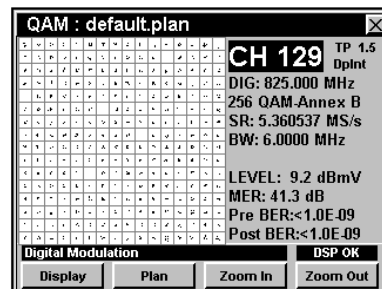 QAM : default.plan
CH 129
TP 1.5
DpInt
DIG: 825.000 MHz
256 QAM-Annex B
SR: 5.360537 MS/s
BW: 6.0000 MHz
LEVEL: 9.2 dBmV
MER: 41.3 dB
Pre BER:<1.0E-09
Post BER:<1.0E-09
Digital Modulation
DSP OK
Display
Plan
Zoom In
Zoom Out